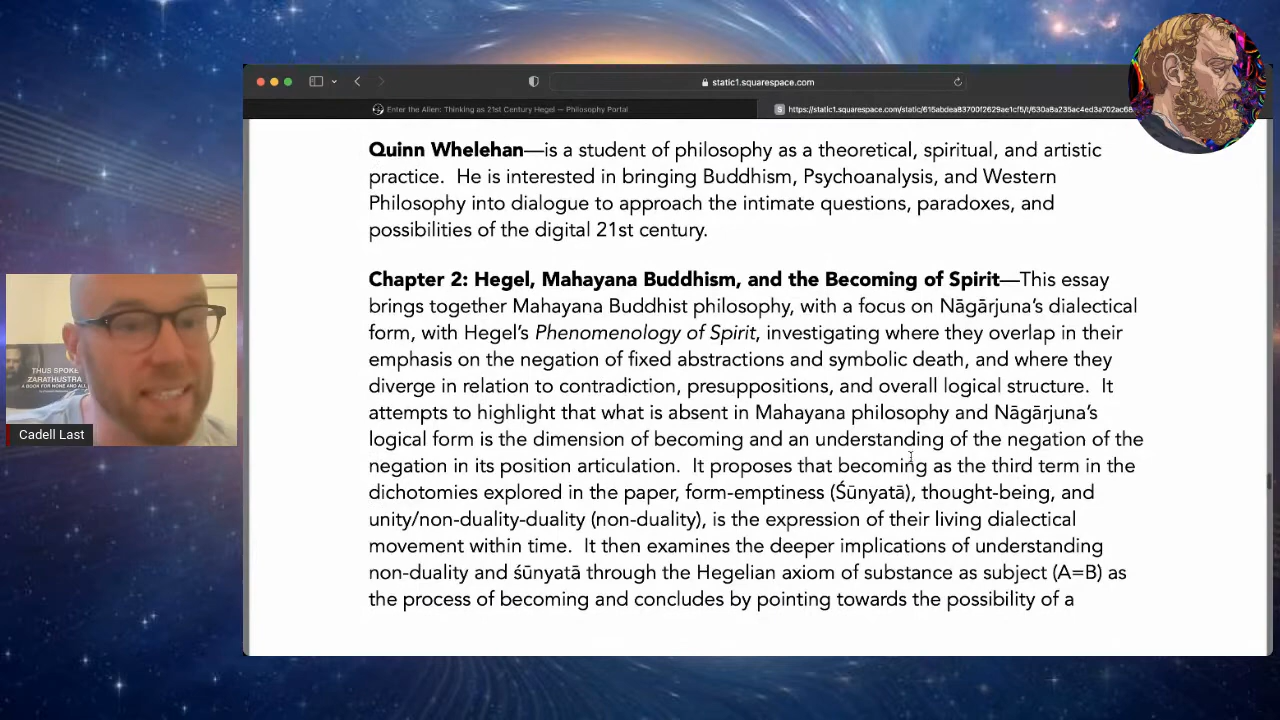 static1.squarespace.com
Enter the Alien: Thinking as 21st Century Hegel — Philosophy Portal
S
Quinn Whelehan—is a student of philosophy as a theoretical, spiritual, and artistic
practice. He is interested in bringing Buddhism, Psychoanalysis, and Western
Philosophy into dialogue to approach the intimate questions, paradoxes, and
possibilities of the digital 21st century.
Chapter 2: Hegel, Mahayana Buddhism, and the Becoming of Spirit—This essay
brings together Mahayana Buddhist philosophy, with a focus on Nāgārjuna's dialectical
form, with Hegel's Phenomenology of Spirit, investigating where they overlap in their
emphasis on the negation of fixed abstractions and symbolic death, and where they
diverge in relation to contradiction, presuppositions, and overall logical structure. It
attempts to highlight that what is absent in Mahayana philosophy and Nāgārjuna's
logical form is the dimension of becoming and an understanding of the negation of the
negation in its position articulation. It proposes that becoming as the third term in the
dichotomies explored in the paper, form-emptiness (Śūnyatā), thought-being, and
unity/non-duality-duality (non-duality), is the expression of their living dialectical
movement within time. It then examines the deeper implications of understanding
non-duality and śūnyatā through the Hegelian axiom of substance as subject (A=B) as
the process of becoming and concludes by pointing towards the possibility of a
THUS SPOKE
ZARATHUSTRA
A BOOK FOR NONE AND ALL
Cadell Last